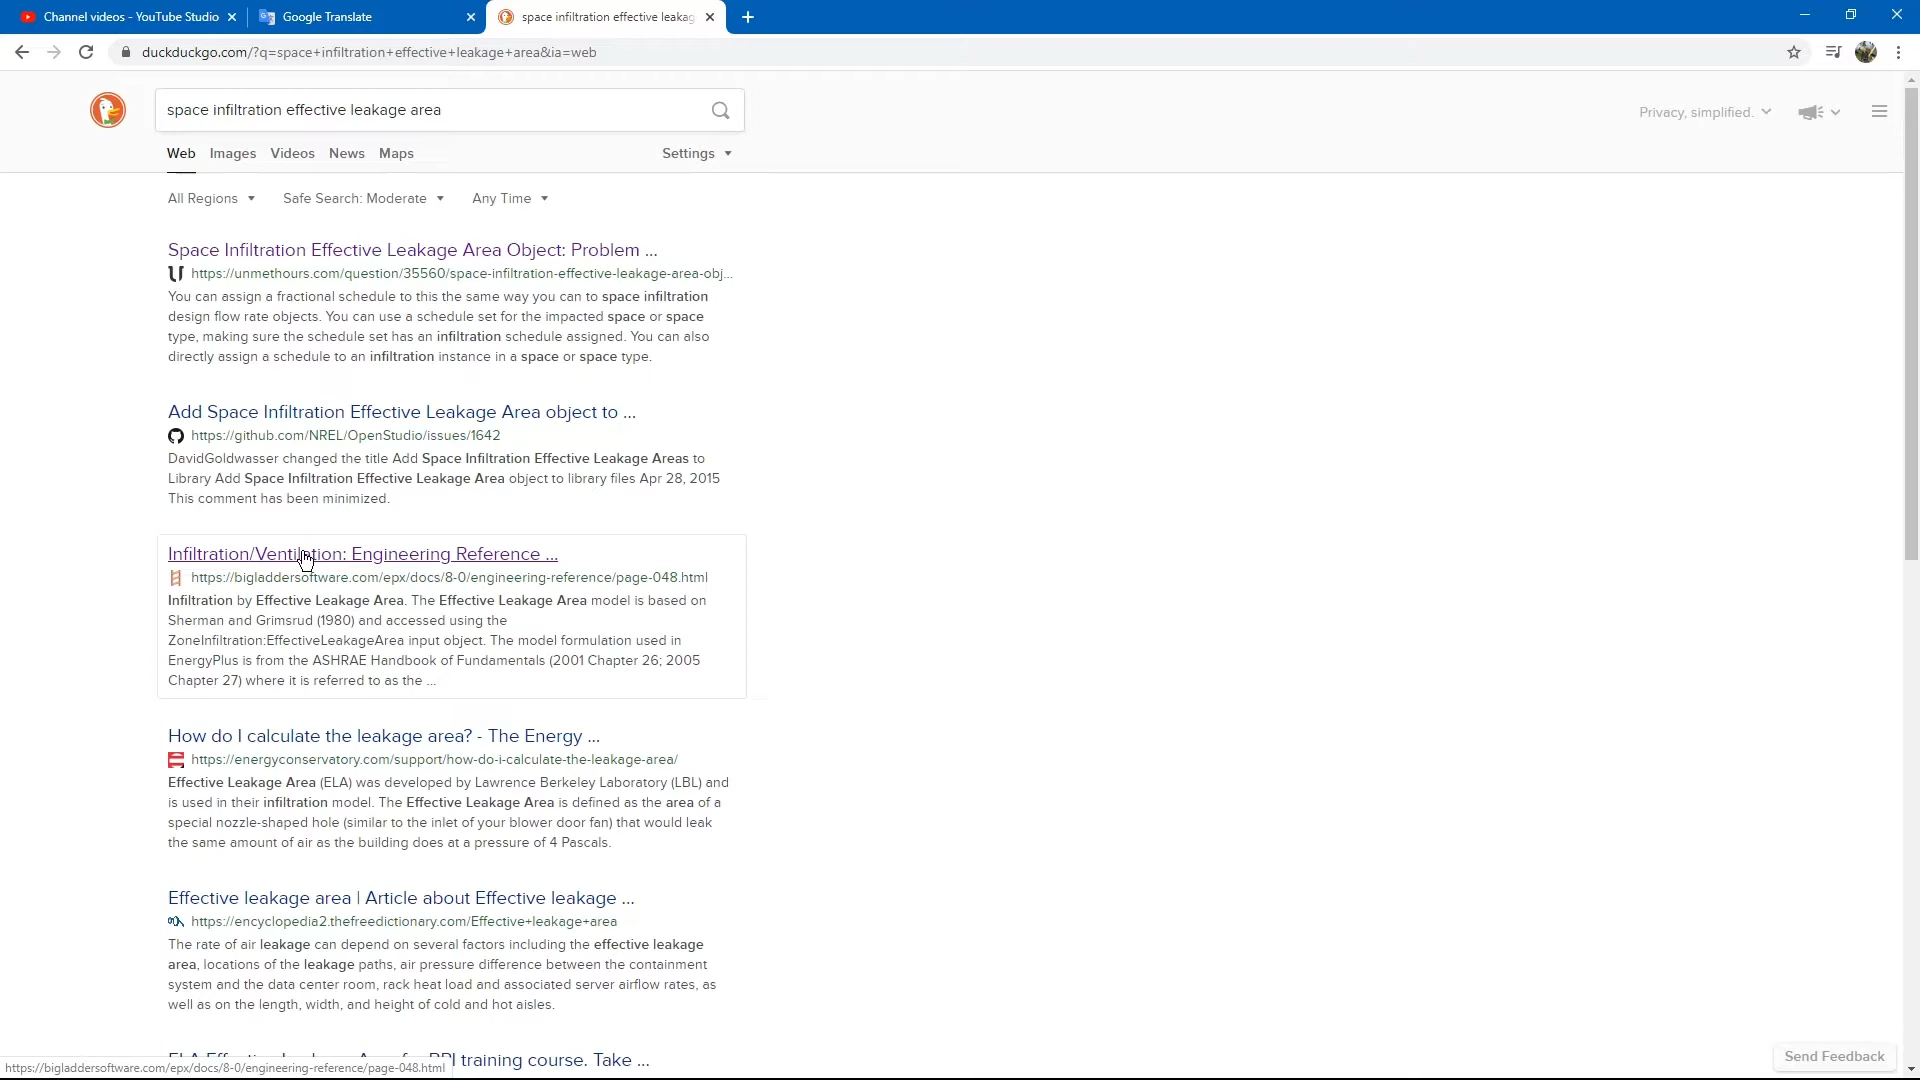 Channel videos - YouTube Studio
Google Translate
space infiltration effective leakag
duckduckgo.com/?q=space+infiltration+effective+leakage+area&ia=web
space infiltration effective leakage area
Privacy, simplified.
Web Images Videos News Maps Settings
All Regions Safe Search: Moderate Any Time
Space Infiltration Effective Leakage Area Object: Problem ...
https://unmethours.com/question/35560/space-infiltration-effective-leakage-area-obj...
You can assign a fractional schedule to this the same way you can to space infiltration
design flow rate objects. You can use a schedule set for the impacted space or space
type, making sure the schedule set has an infiltration schedule assigned. You can also
directly assign a schedule to an infiltration instance in a space or space type.
Add Space Infiltration Effective Leakage Area object to ...
https://github.com/NREL/OpenStudio/issues/1642
DavidGoldwasser changed the title Add Space Infiltration Effective Leakage Areas to
Library Add Space Infiltration Effective Leakage Area object to library files Apr 28, 2015
This comment has been minimized.
Infiltration/Ventilation: Engineering Reference ...
https://bigladdersoftware.com/epx/docs/8-0/engineering-reference/page-048.html
Infiltration by Effective Leakage Area. The Effective Leakage Area model is based on
Sherman and Grimsrud (1980) and accessed using the
ZoneInfiltration:EffectiveLeakageArea input object. The model formulation used in
EnergyPlus is from the ASHRAE Handbook of Fundamentals (2001 Chapter 26; 2005
Chapter 27) where it is referred to as the ...
How do I calculate the leakage area? - The Energy ...
https://energyconservatory.com/support/how-do-i-calculate-the-leakage-area/
Effective Leakage Area (ELA) was developed by Lawrence Berkeley Laboratory (LBL) and
is used in their infiltration model. The Effective Leakage Area is defined as the area of a
special nozzle-shaped hole (similar to the inlet of your blower door fan) that would leak
the same amount of air as the building does at a pressure of 4 Pascals.
Effective leakage area | Article about Effective leakage ...
https://encyclopedia2.thefreedictionary.com/Effective+leakage+area
The rate of air leakage can depend on several factors including the effective leakage
area, locations of the leakage paths, air pressure difference between the containment
system and the data center room, rack heat load and associated server airflow rates, as
well as on the length, width, and height of cold and hot aisles.
training course. Take ...
Send Feedback
https://bigladdersoftware.com/epx/docs/8-0/engineering-reference/page-048.html